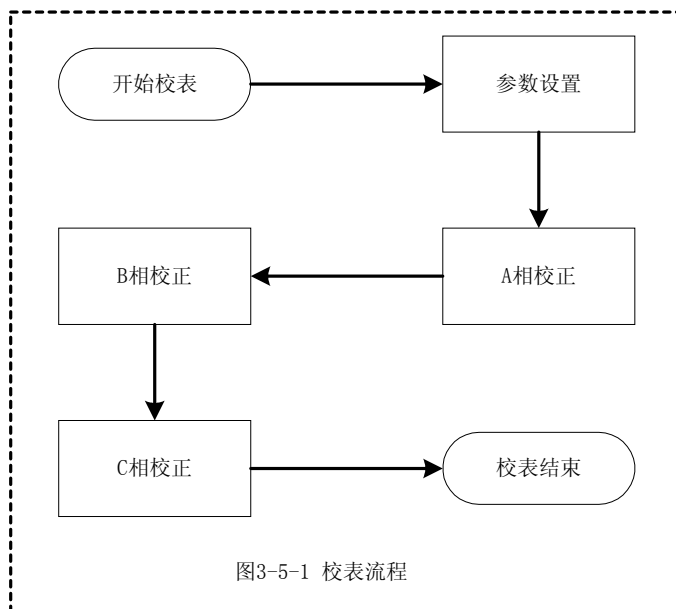 开始校表
参数设置
A相校正
B相校正
C相校正
校表结束
图3-5-1 校表流程